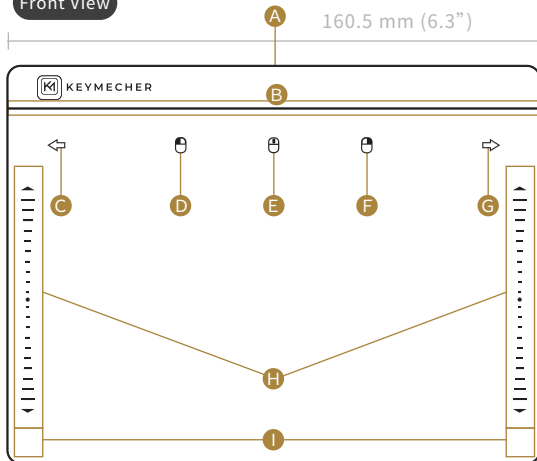 Front View
A
160.5 mm (6.3”)
KEYMECHER
B
C
D
E
F
G
H
I